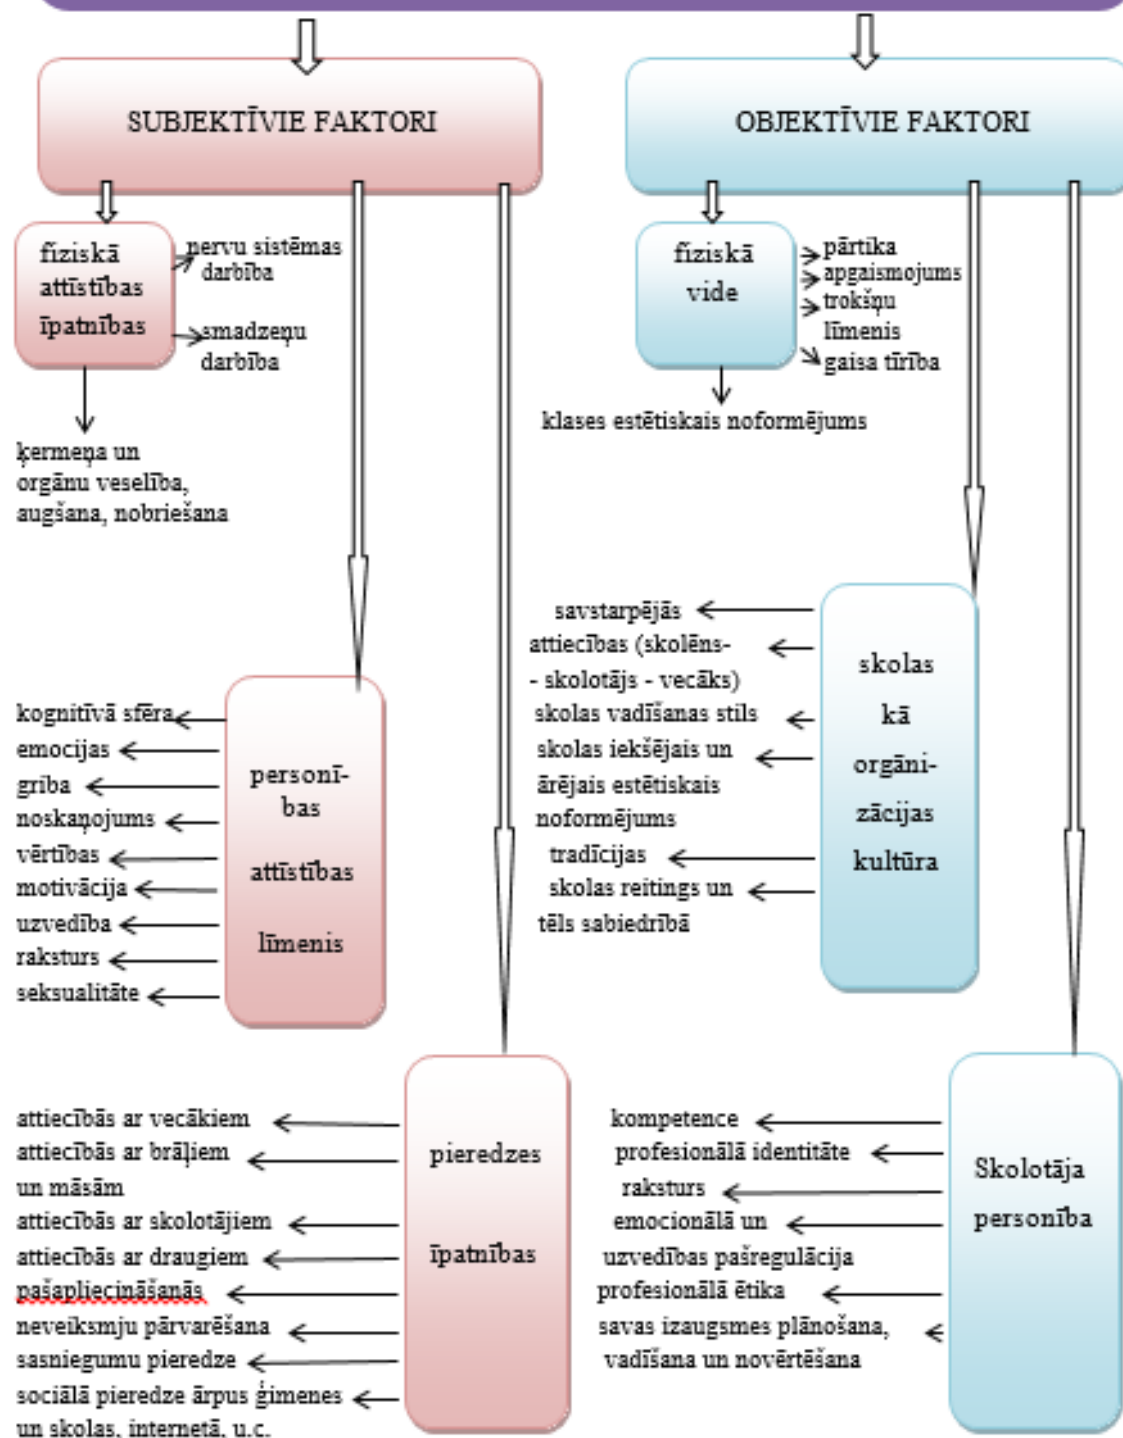 SUBJEKTĪVIE FAKTORI
fiziskā
attīstības
īpatnības
nervu sistēmas
darbība
smadzeņu
darbība
ķermeņa un
orgānu veselība,
augšana, nobriešana
kognitīvā sfēra
emocijas
griba
noskaņojums
vērtības
motivācija
uzvedība
raksturs
seksualitāte
personī-
bas
attīstības
līmenis
attiecībās ar vecākiem
attiecībās ar brāļiem
un māsām
attiecībās ar skolotājiem
attiecībās ar draugiem
pašapliecināšanās
neveiksmju pārvarēšana
sasniegumu pieredze
sociālā pieredze ārpus ģimenes
un skolas, internetā, u.c.
pieredzes
īpatnības
OBJEKTĪVIE FAKTORI
fiziskā
vide
pārtika
apgaismojums
trokšņu
līmenis
gaisa tīrība
klases estētiskais noformējums
savstarpējās
attiecības (skolēns-
- skolotājs - vecāks)
skolas vadīšanas stils
skolas iekšējais un
ārējais estētiskais
noformējums
tradīcijas
skolas reitings un
tēls sabiedrībā
skolas
kā
orgāni-
zācijas
kultūra
kompetence
profesionālā identitāte
raksturs
emocionālā un
uzvedības pašregulācija
profesionālā ētika
savas izaugsmes plānošana,
vadīšana un novērtēšana
Skolotāja
personība